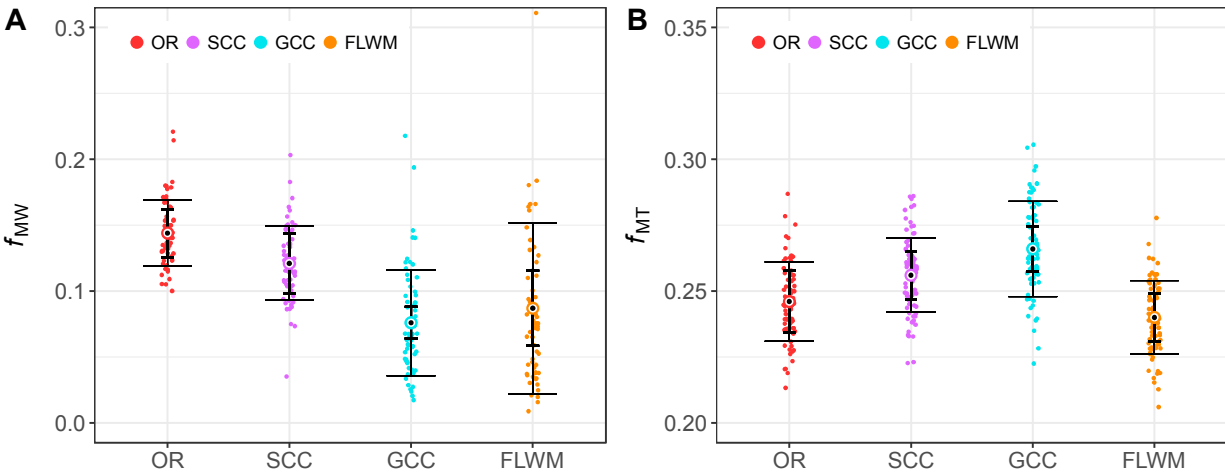 A
OR SCC GCC FLWM
0.3
0.2
0.1
0.0
fMW
OR SCC GCC FLWM
B
OR SCC GCC FLWM
0.35
0.30
0.25
0.20
fMT
OR SCC GCC FLWM